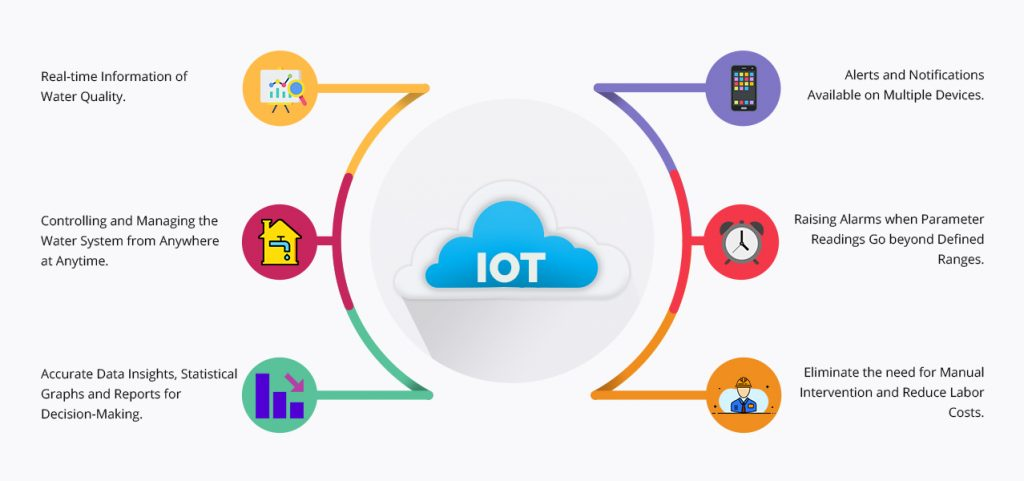 Real-time Information of
Water Quality.
Controlling and Managing the
Water System from Anywhere
at Anytime.
Accurate Data Insights, Statistical
Graphs and Reports for
Decision-Making.
IOT
Alerts and Notifications
Available on Multiple Devices.
Raising Alarms when Parameter
Readings Go beyond Defined
Ranges.
Eliminate the need for Manual
Intervention and Reduce Labor
Costs.